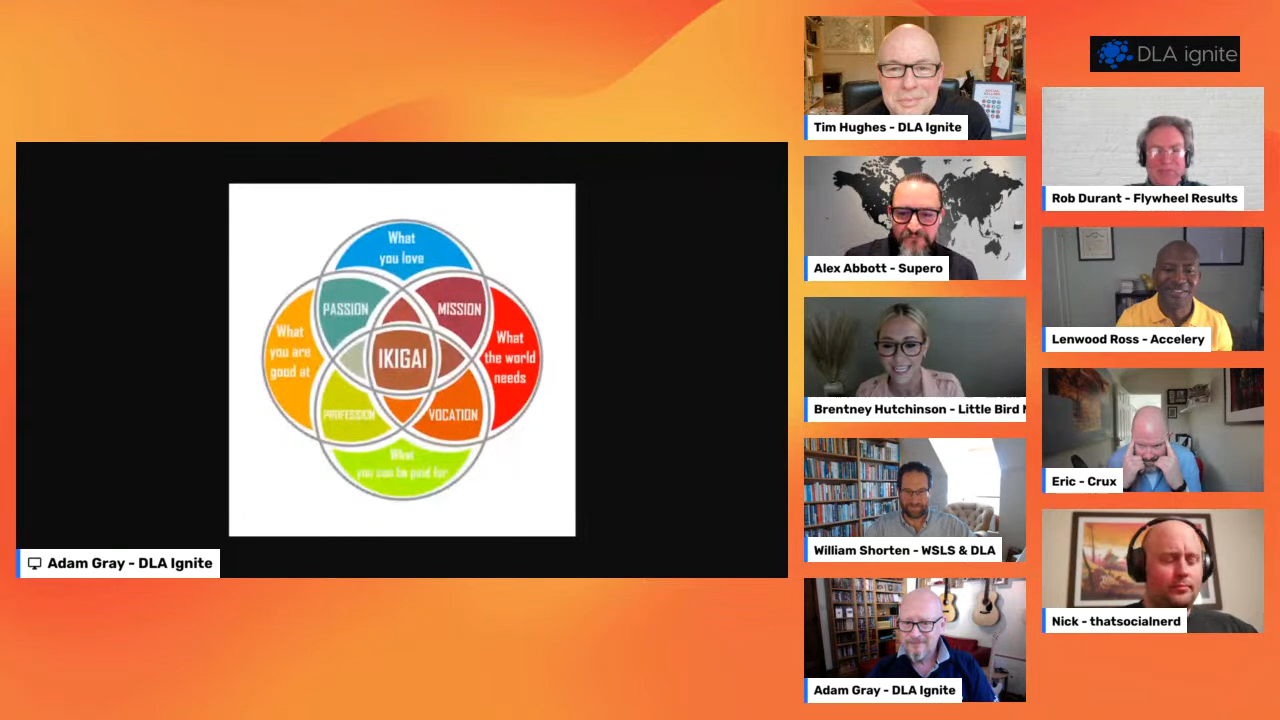 What
you love
PASSION
MISSION
What
you are
good at
IKIGAI
What
the world
needs
PROFESSION
VOCATION
What
you can be paid for
Adam Gray - DLA Ignite
Tim Hughes - DLA Ignite
Alex Abbott - Supero
Brentney Hutchinson - Little Bird
William Shorten - WSLS & DLA
Adam Gray - DLA Ignite
DLA ignite
Rob Durant - Flywheel Results
Lenwood Ross - Accelery
Eric - Crux
Nick - thatsocialnerd